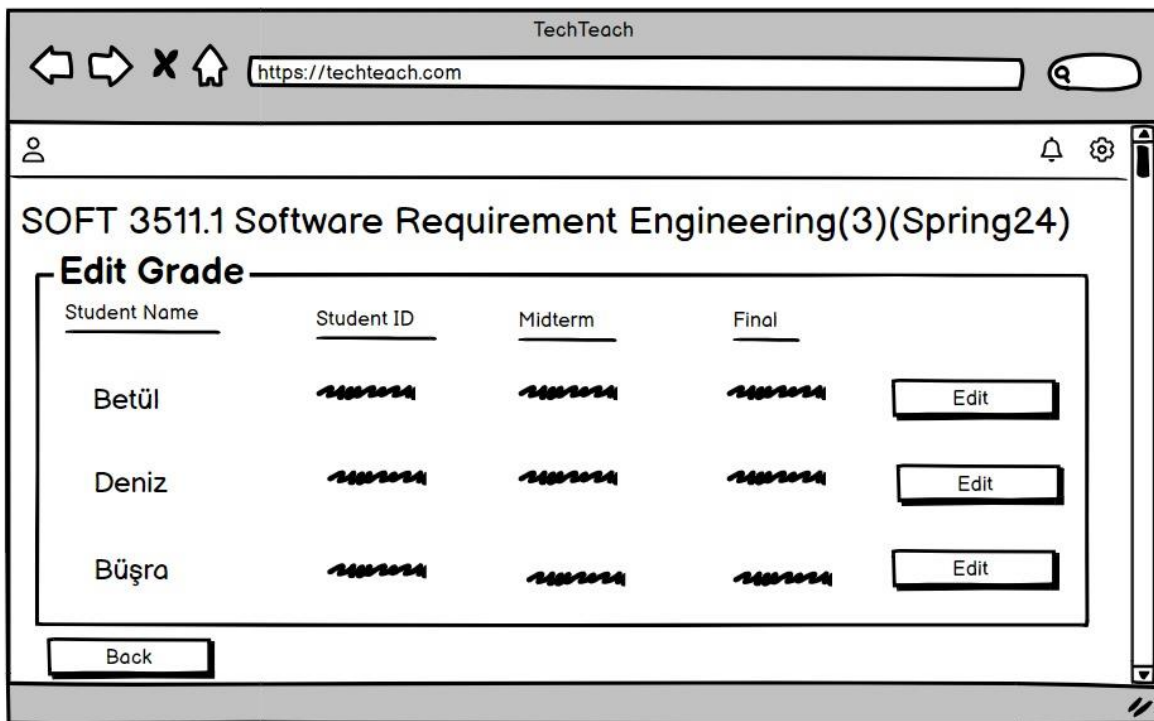 TechTeach
https://techteach.com
SOFT 3511.1 Software Requirement Engineering(3)(Spring24)
Edit Grade
Student Name Student ID Midterm Final
Betül Edit
Deniz Edit
Büşra Edit
Back